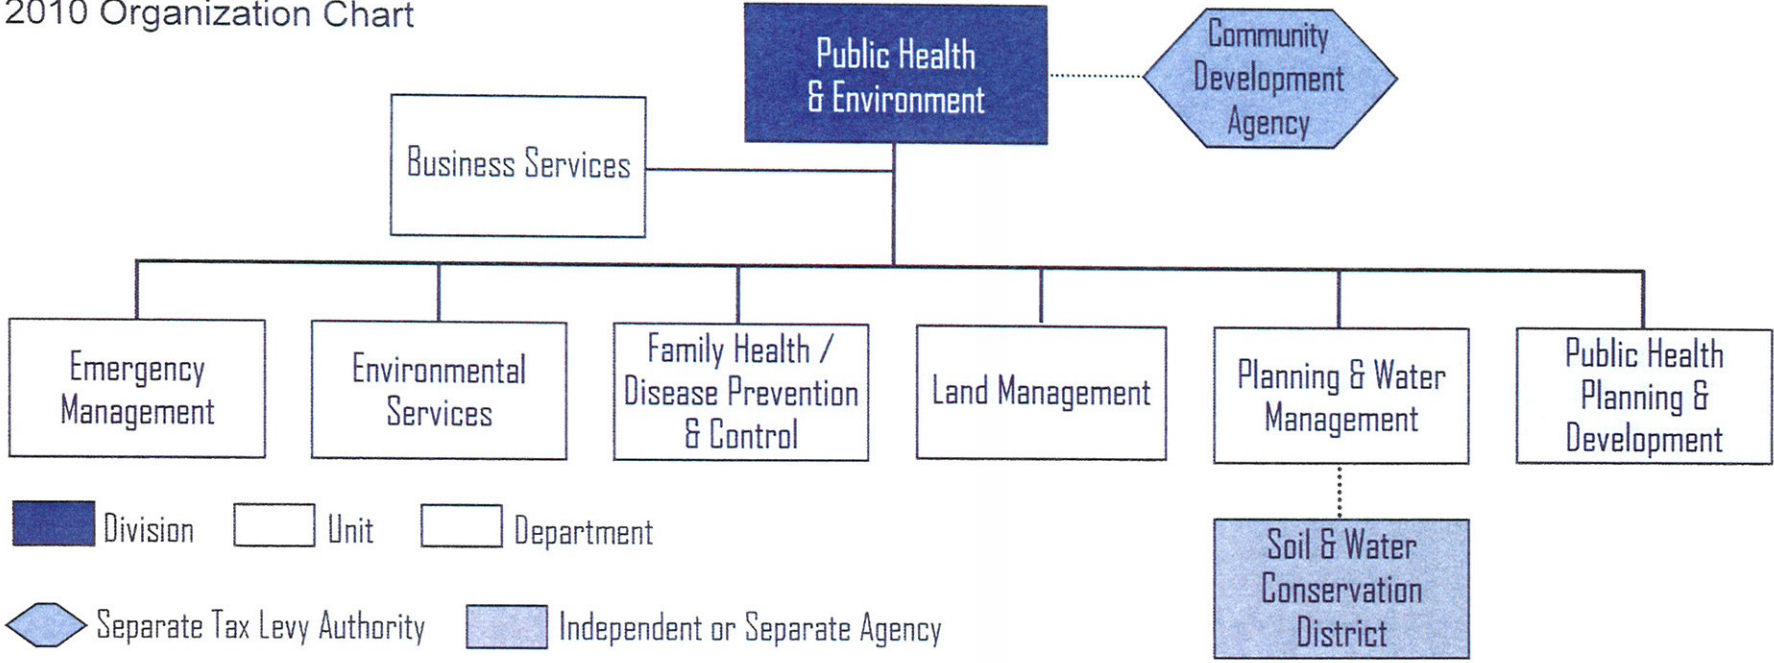 2010 Organization Chart
Public Health
& Environment
Community
Development
Agency
Business Services
Emergency
Management
Environmental
Services
Family Health /
Disease Prevention
& Control
Land Management
Planning & Water
Management
Public Health
Planning &
Development
Soil & Water
Conservation
District
Division
Unit
Department
Separate Tax Levy Authority
Independent or Separate Agency